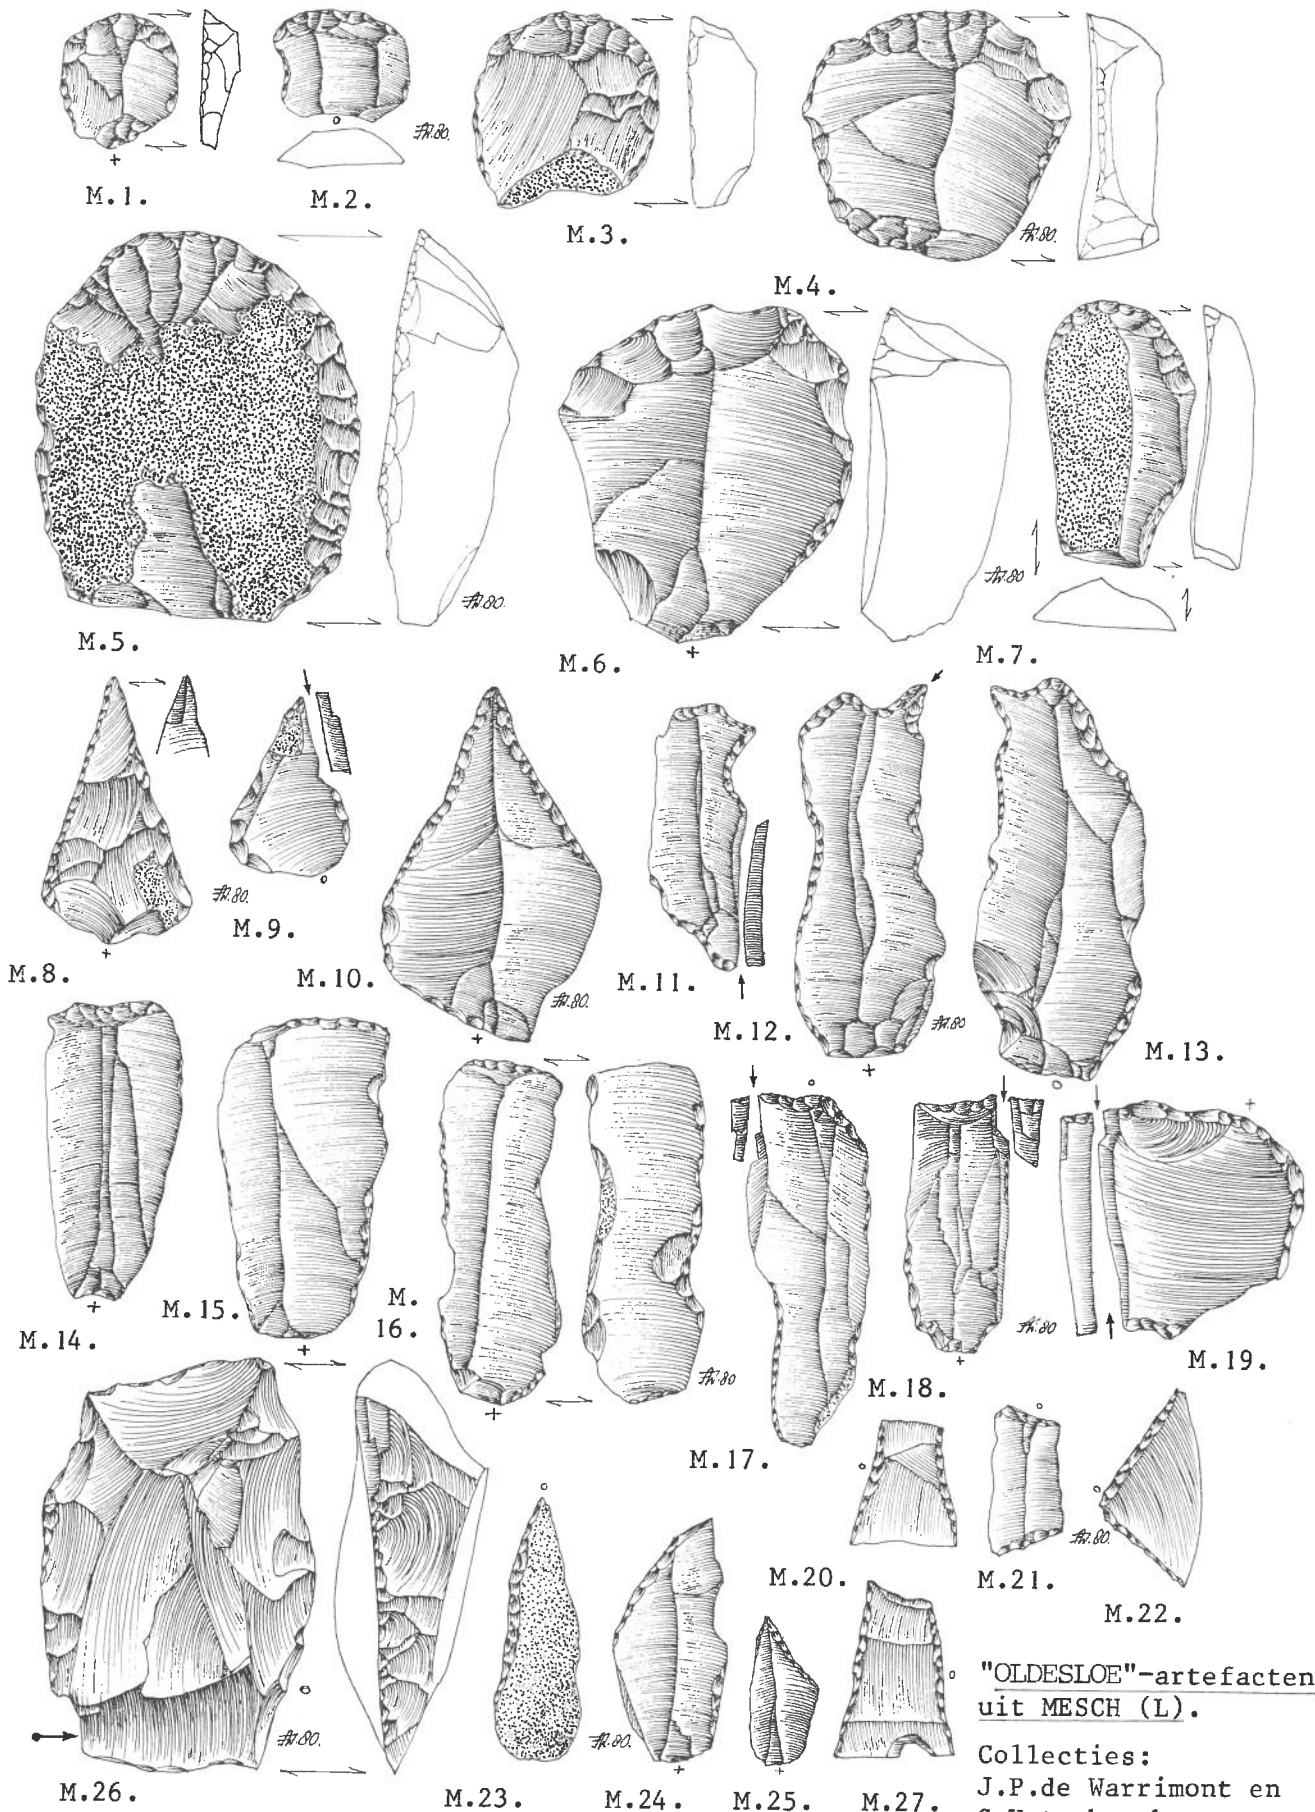 M.1.
M.2.
M.3.
M.4.
M.5.
M.6.
M.7.
M.8.
M.9.
M.10.
M.11.
M.12.
M.13.
M.14.
M.15.
M.
16.
M.17.
M.18.
M.19.
M.20.
M.21.
M.22.
"OLDESLOE"-artefacten
uit MESCH (L).
Collecties:
J.P.de Warrimont en
M.26.
M.23.
M.24.
M.25.
M.27.